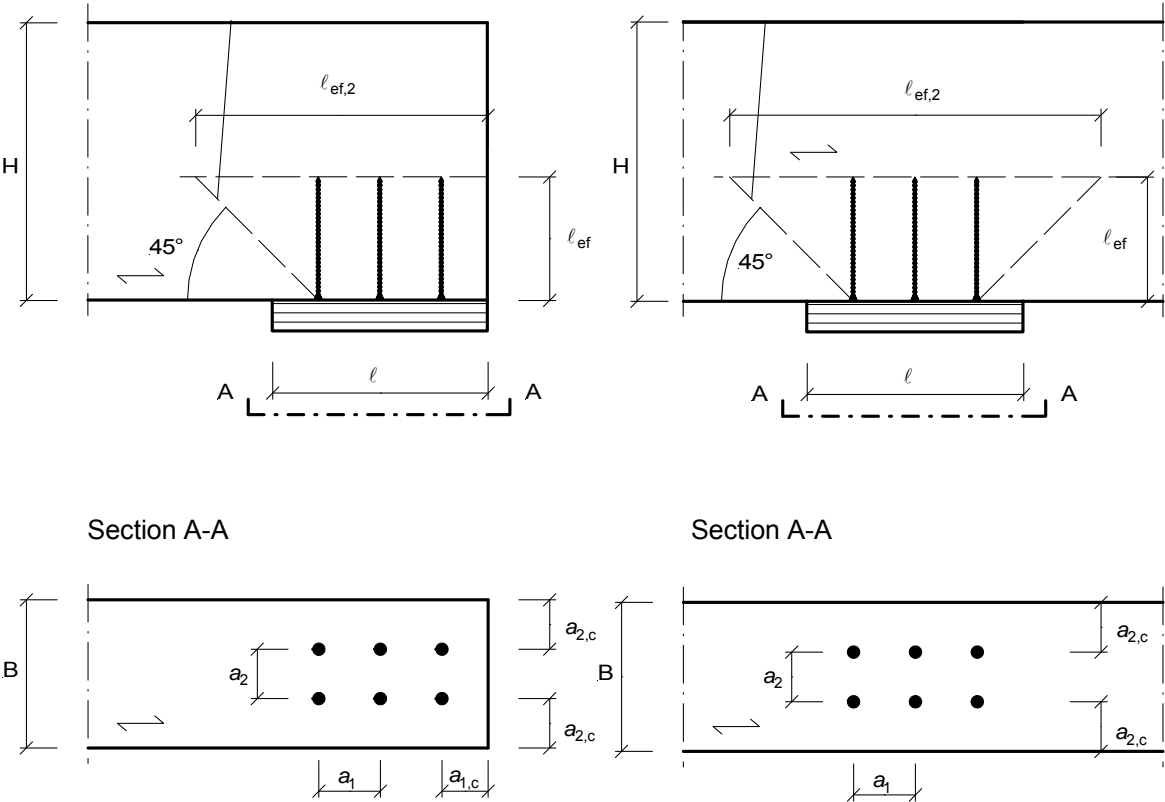 ℓef,2
ℓef,2
H
H
45°
ℓef
45°
ℓef
ℓ
ℓ
A
A
A
A
Section A-A
Section A-A
B
a2
a2,c
a2,c
B
a2
a2,c
a2,c
a1
a1,c
a1